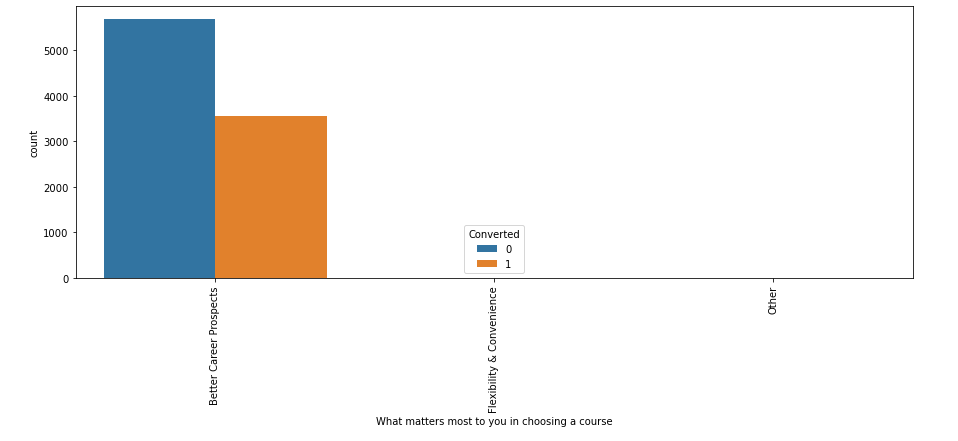 5000
4000
3000
2000
1000
0
count
Converted
0
1
Better Career Prospects
Flexibility & Convenience
Other
What matters most to you in choosing a course